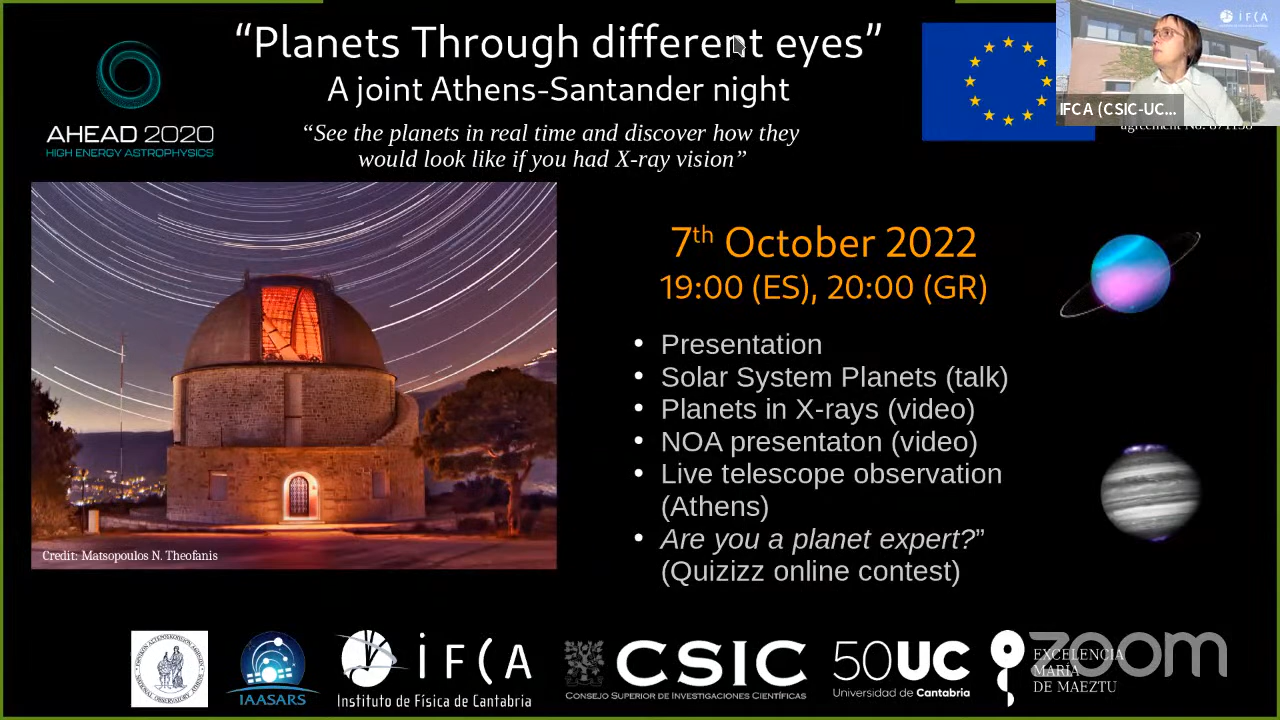 “Planets Through different eyes”
A joint Athens-Santander night
“See the planets in real time and discover how they
would look like if you had X-ray vision”
AHEAD 2020
HIGH ENERGY ASTROPHYSICS
İFCA
IFCA (CSIC-UC...
7th October 2022
19:00 (ES), 20:00 (GR)
• Presentation
• Solar System Planets (talk)
• Planets in X-rays (video)
• NOA presentaton (video)
• Live telescope observation
(Athens)
• Are you a planet expert?”
(Quizizz online contest)
Credit: Matsopoulos N. Theofanis
IAASARS
İFCA
Instituto de Física de Cantabria
CSIC
CONSEJO SUPERIOR DE INVESTIGACIONES CIENTÍFICAS
50UC
Universidad de Cantabria
EXCELENCIA
MARÍA
DE MAEZTU
zoom